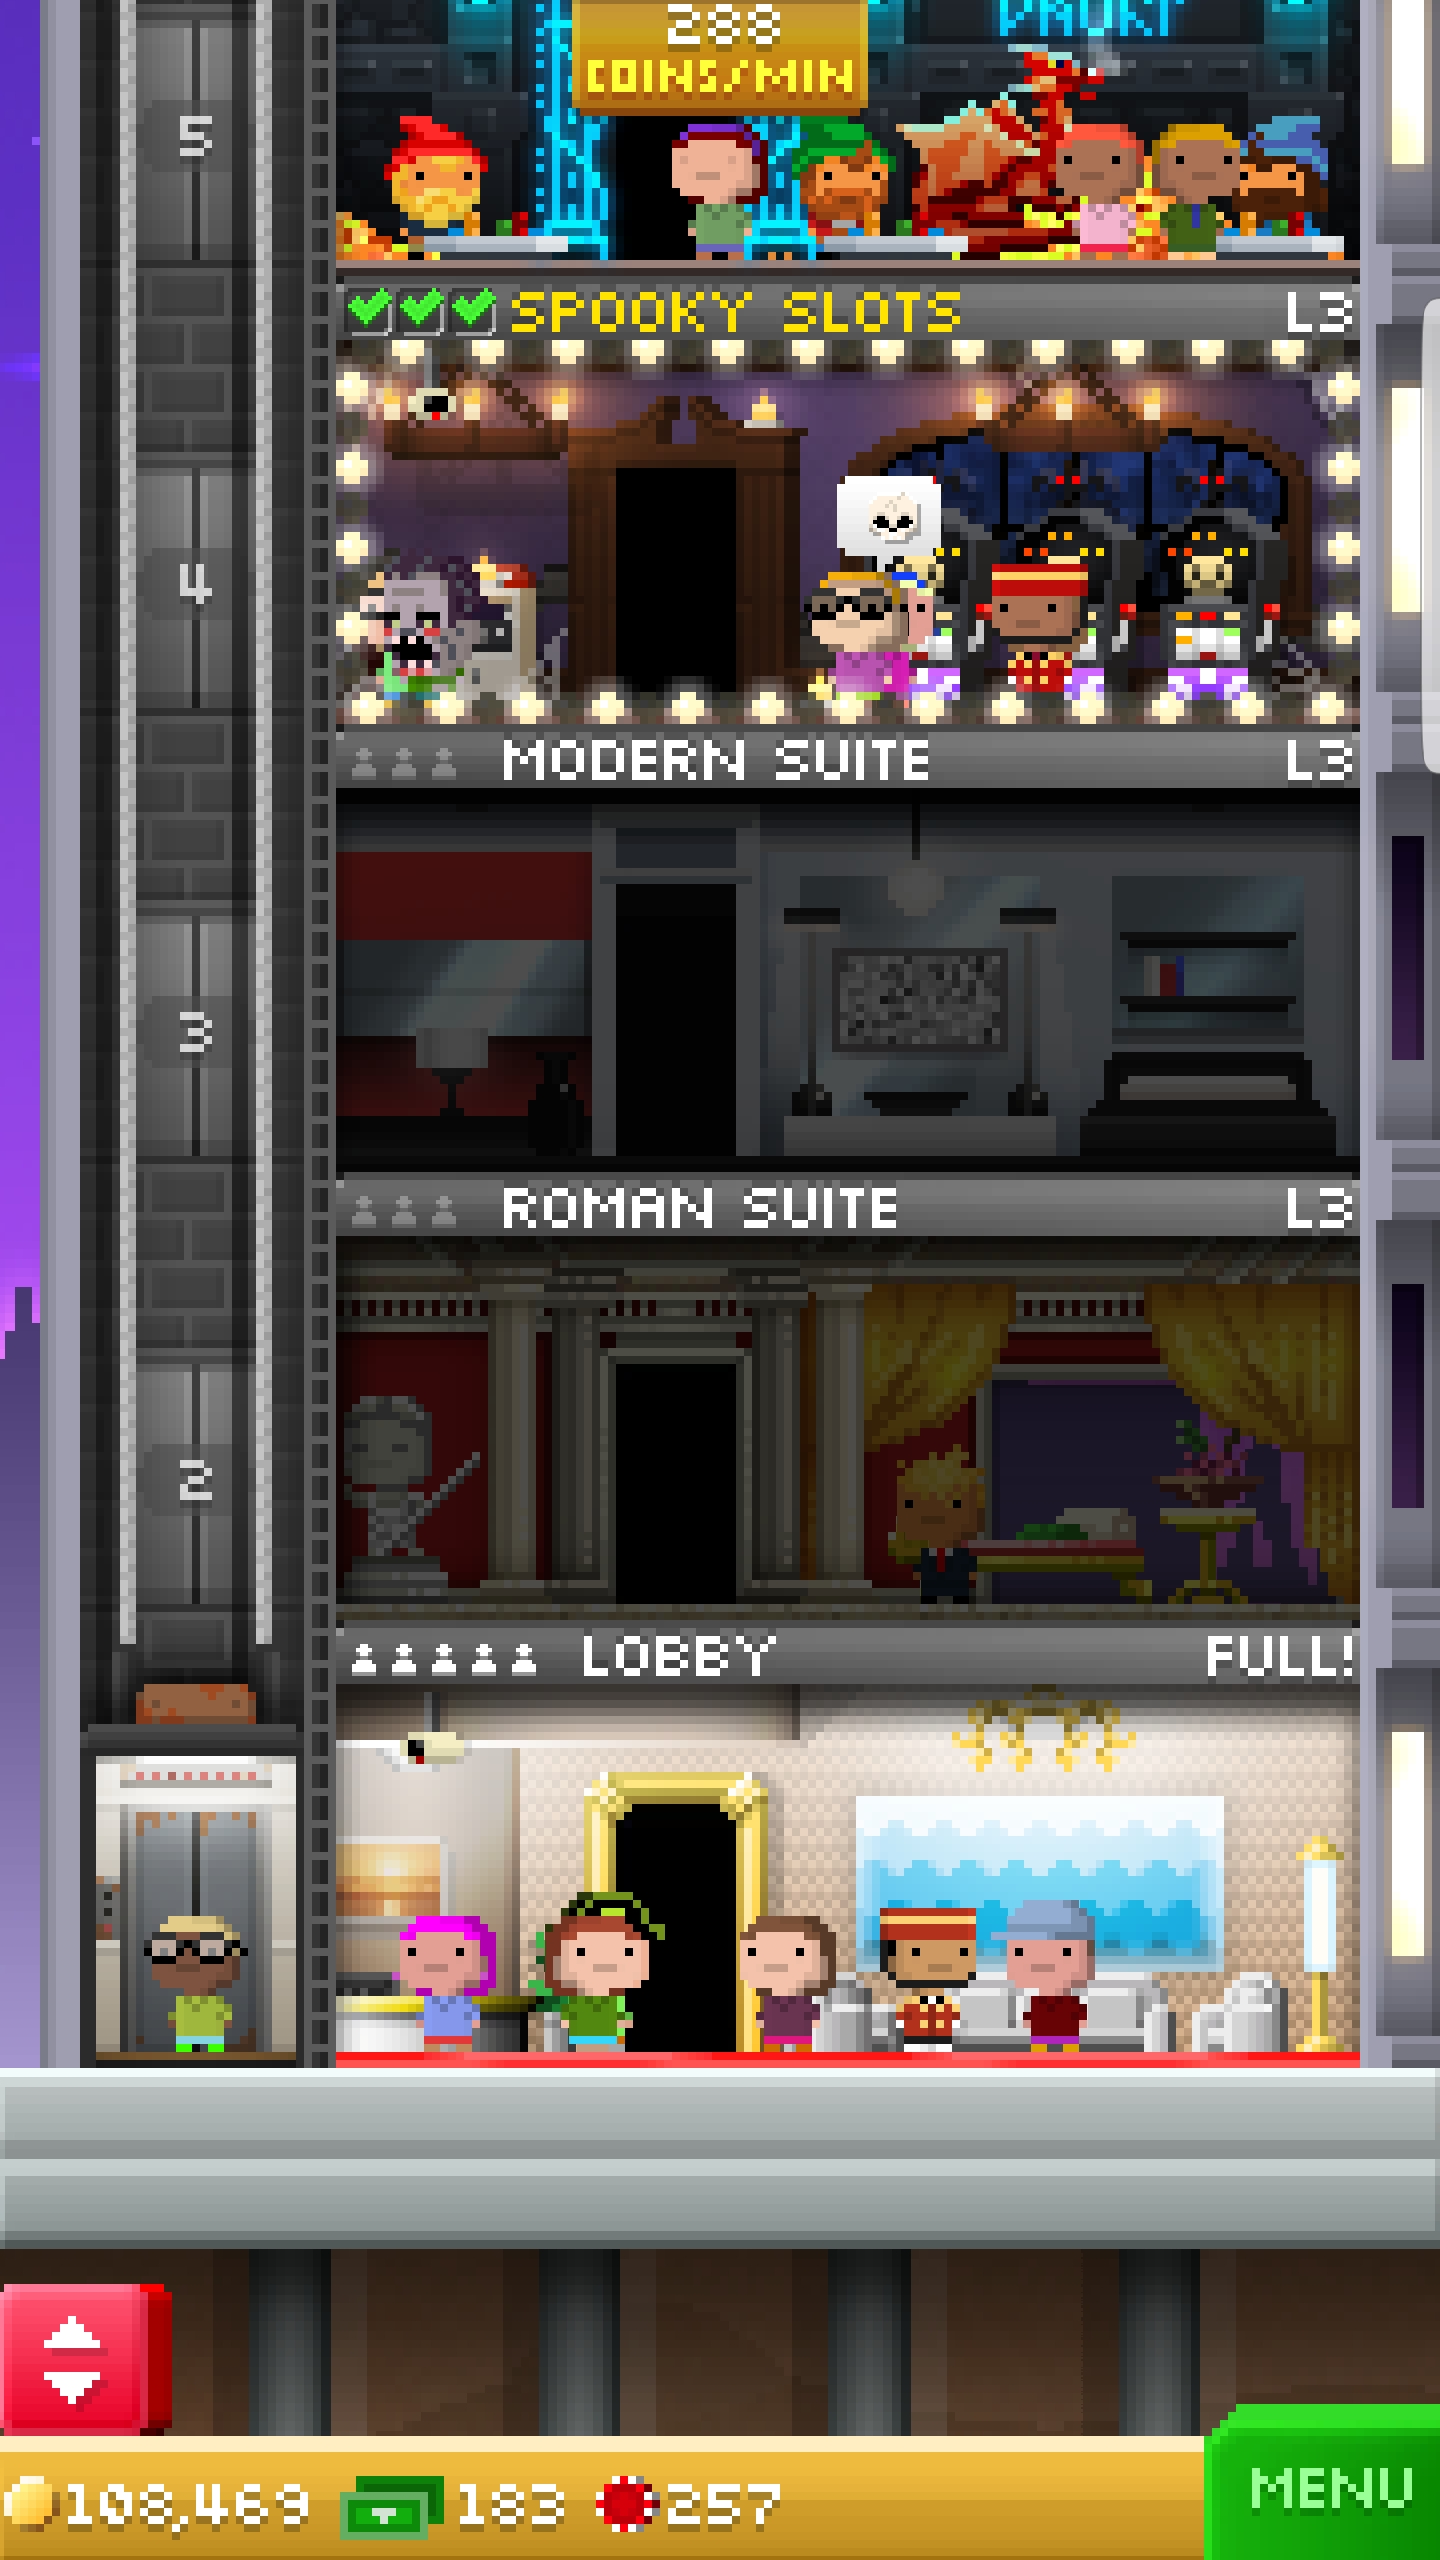 288
COINS/MIN
5
SPOOKY SLOTS L3
4
MODERN SUITE L3
3
ROMAN SUITE L3
2
LOBBY FULL!
108,469 183 257
MENU